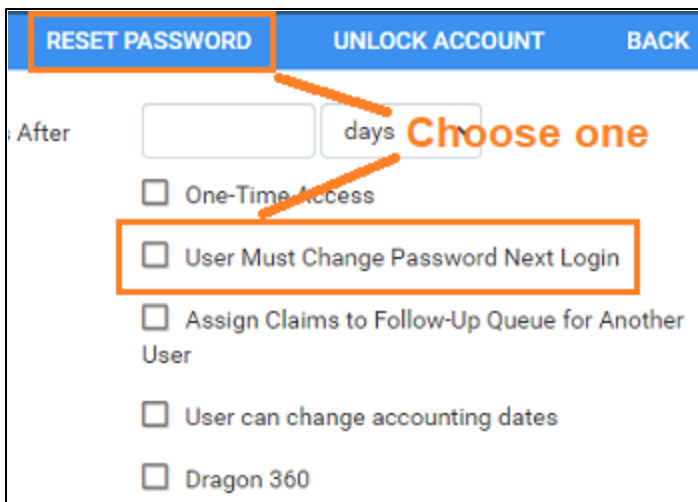 RESET PASSWORD UNLOCK ACCOUNT BACK
After days Choose one
One-Time Access
User Must Change Password Next Login
Assign Claims to Follow-Up Queue for Another
User
User can change accounting dates
Dragon 360